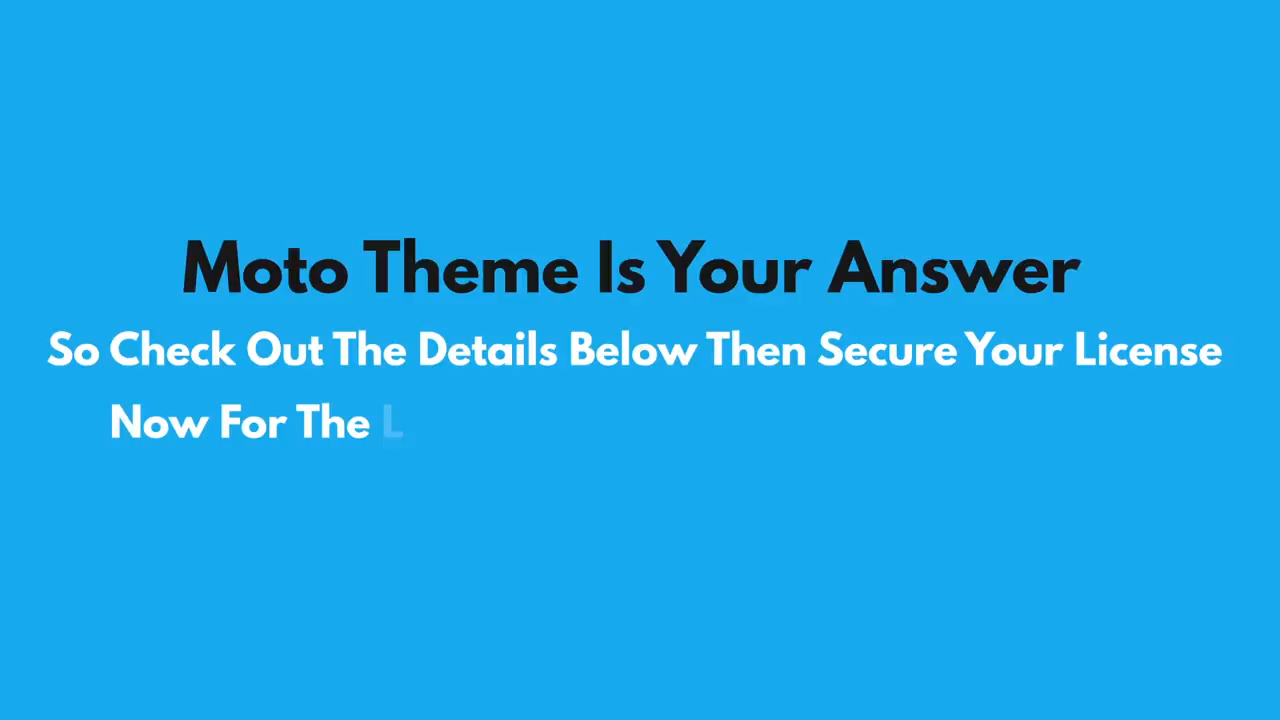 Moto Theme Is Your Answer
So Check Out The Details Below Then Secure Your License
Now For The L